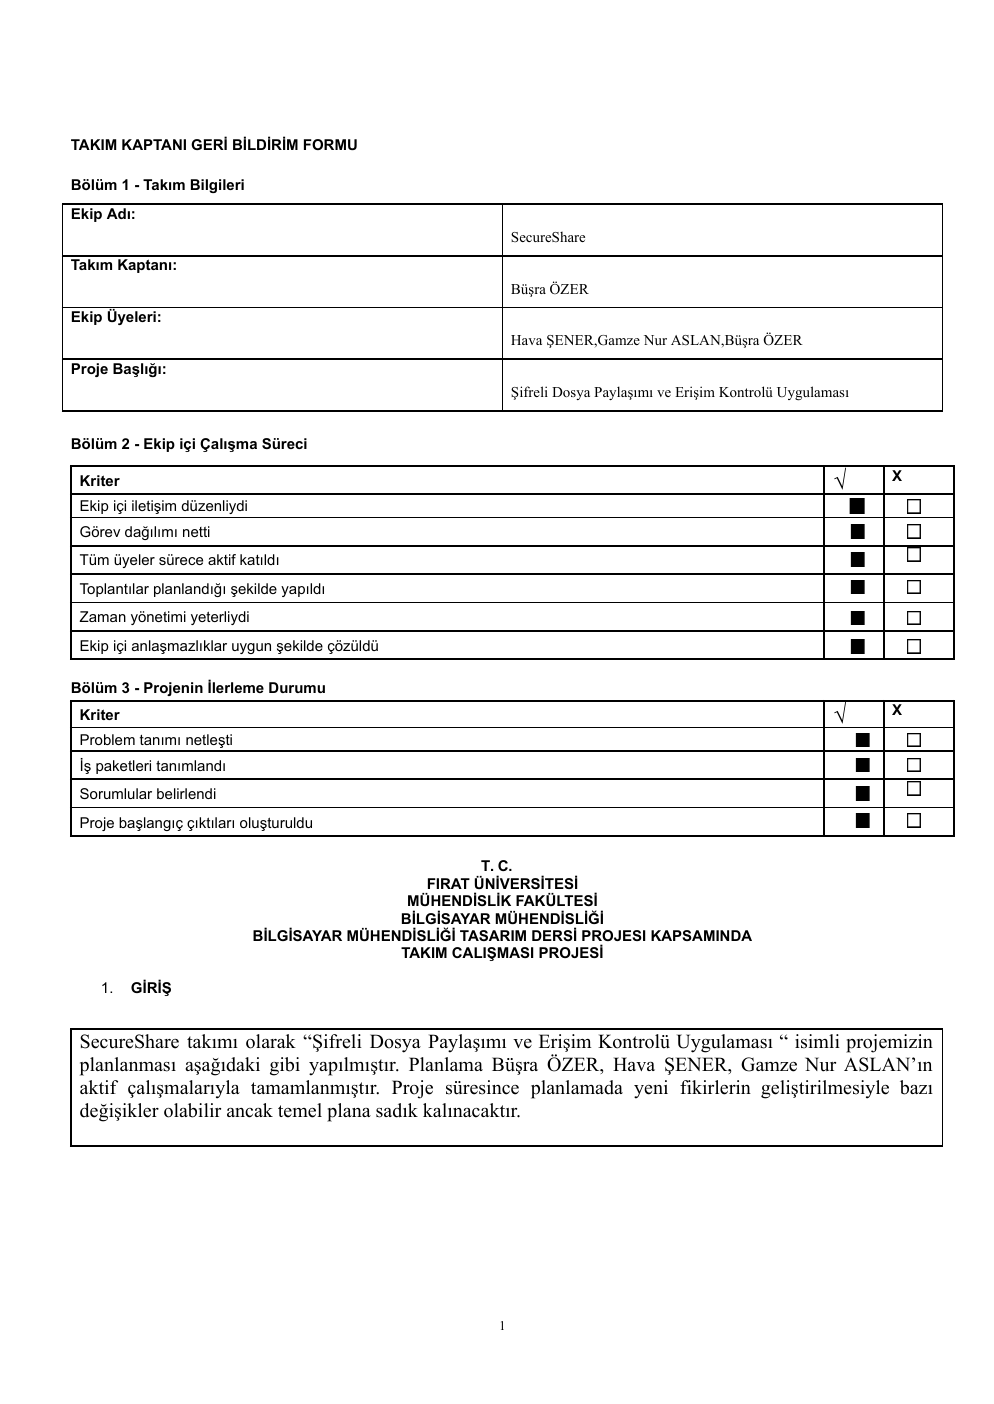 TAKIM KAPTANI GERİ BİLDİRİM FORMU
Bölüm 1 - Takım Bilgileri
Ekip Adı:
SecureShare
Takım Kaptanı:
Büşra ÖZER
Ekip Üyeleri:
Hava ŞENER,Gamze Nur ASLAN,Büşra ÖZER
Proje Başlığı:
Şifreli Dosya Paylaşımı ve Erişim Kontrolü Uygulaması
Bölüm 2 - Ekip içi Çalışma Süreci
Kriter √ X
Ekip içi iletişim düzenliydi ■ □
Görev dağılımı netti ■ □
Tüm üyeler sürece aktif katıldı ■ □
Toplantılar planlandığı şekilde yapıldı ■ □
Zaman yönetimi yeterliydi ■ □
Ekip içi anlaşmazlıklar uygun şekilde çözüldü ■ □
Bölüm 3 - Projenin İlerleme Durumu
Kriter √ X
Problem tanımı netleşti ■ □
İş paketleri tanımlandı ■ □
Sorumlular belirlendi ■ □
Proje başlangıç çıktıları oluşturuldu ■ □
T. C.
FIRAT ÜNİVERSİTESİ
MÜHENDİSLİK FAKÜLTESİ
BİLGİSAYAR MÜHENDİSLİĞİ
BİLGİSAYAR MÜHENDİSLİĞİ TASARIM DERSİ PROJESI KAPSAMINDA
TAKIM CALIŞMASI PROJESİ
1. GİRİŞ
SecureShare takımı olarak “Şifreli Dosya Paylaşımı ve Erişim Kontrolü Uygulaması “ isimli projemizin
planlanması aşağıdaki gibi yapılmıştır. Planlama Büşra ÖZER, Hava ŞENER, Gamze Nur ASLAN’ın
aktif çalışmalarıyla tamamlanmıştır. Proje süresince planlamada yeni fikirlerin geliştirilmesiyle bazı
değişikler olabilir ancak temel plana sadık kalınacaktır.
1